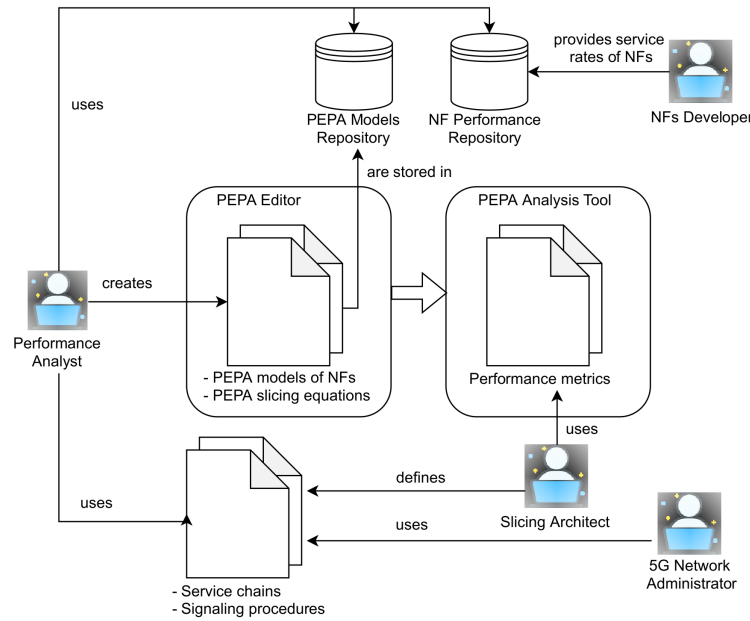 provides service
rates of NFs
uses
NFs Developer
PEPA Models
Repository
NF Performance
Repository
are stored in
PEPA Editor
PEPA Analysis Tool
creates
Performance
Analyst
- PEPA models of NFs
- PEPA slicing equations
Performance metrics
uses
defines
uses
Slicing Architect
uses
5G Network
Administrator
- Service chains
- Signaling procedures